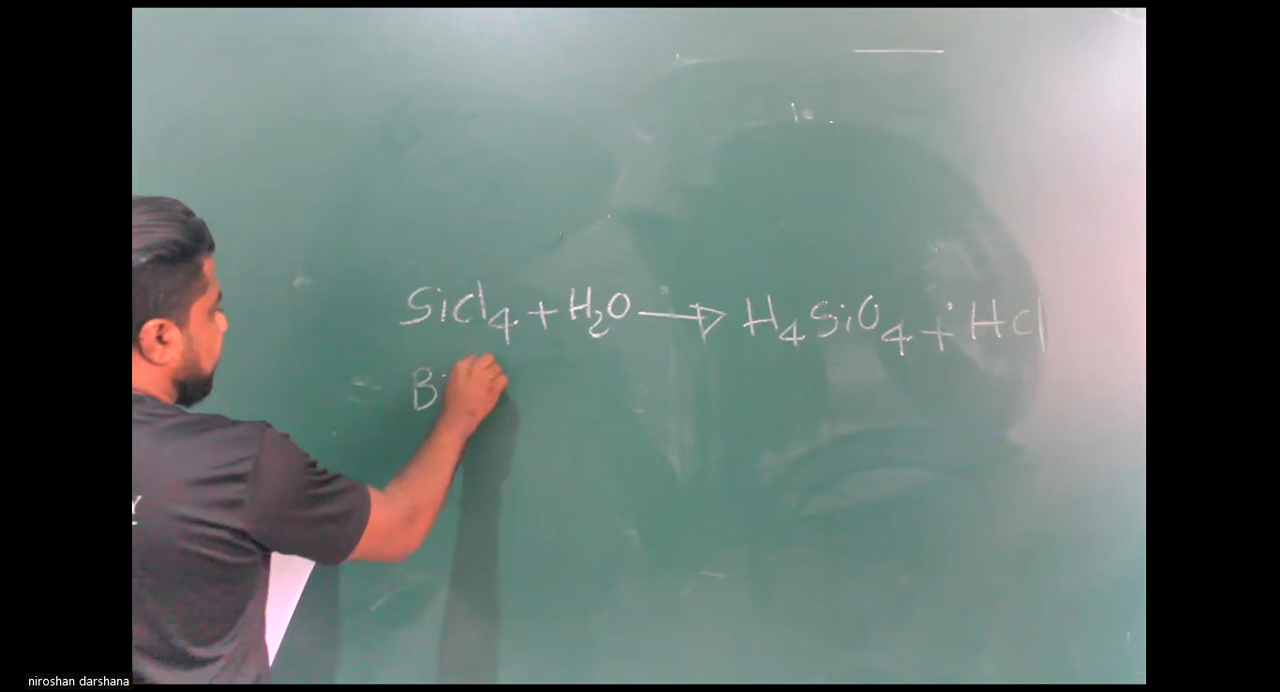 SiCl4 + H2O → H4SiO4 + HCl
B
niroshan darshana